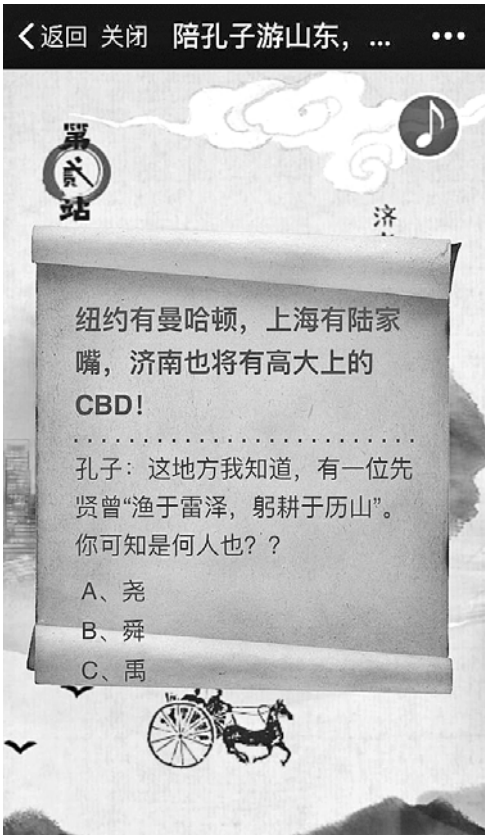 返回 关闭 陪孔子游山东，...
第
贰
站
济
纽约有曼哈顿，上海有陆家
嘴，济南也将有高大上的
CBD！
孔子：这地方我知道，有一位先
贤曾“渔于雷泽，躬耕于历山”。
你可知是何人也？？
A、尧
B、舜
C、禹